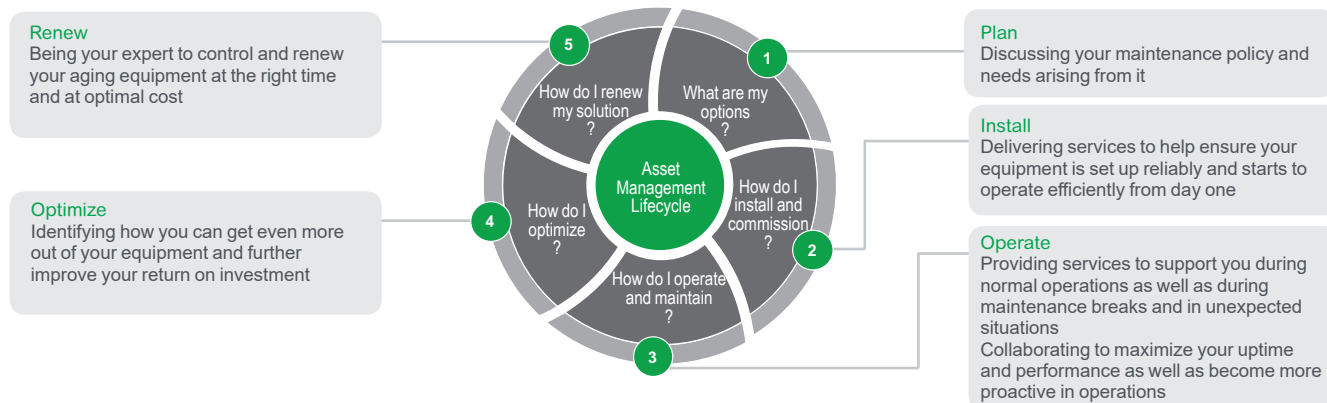 Renew
Being your expert to control and renew
your aging equipment at the right time
and at optimal cost
Optimize
Identifying how you can get even more
out of your equipment and further
improve your return on investment
5
How do I renew
my solution
?
1
What are my
options
?
Asset
Management
Lifecycle
4
How do I
optimize
?
How do I
install and
commission
?
2
How do I operate
and maintain
?
3
Plan
Discussing your maintenance policy and
needs arising from it
Install
Delivering services to help ensure your
equipment is set up reliably and starts to
operate efficiently from day one
Operate
Providing services to support you during
normal operations as well as during
maintenance breaks and in unexpected
situations
Collaborating to maximize your uptime
and performance as well as become more
proactive in operations